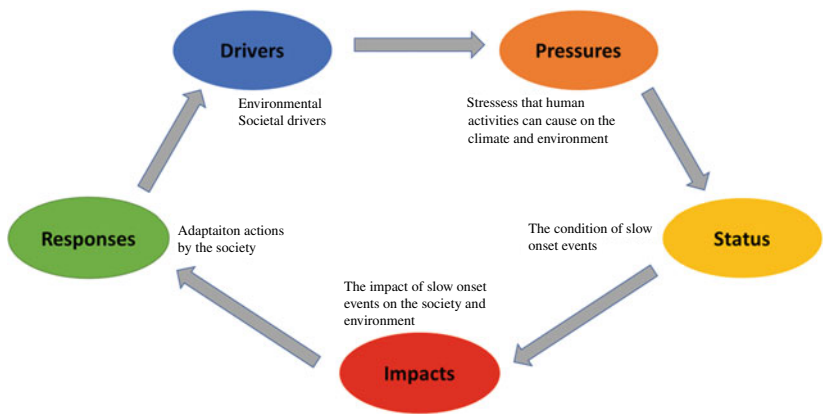 Drivers
Environmental
Societal drivers
Pressures
Stressess that human
activities can cause on the
climate and environment
Status
The condition of slow
onset events
Impacts
The impact of slow onset
events on the society and
environment
Responses
Adaptaiton actions
by the society